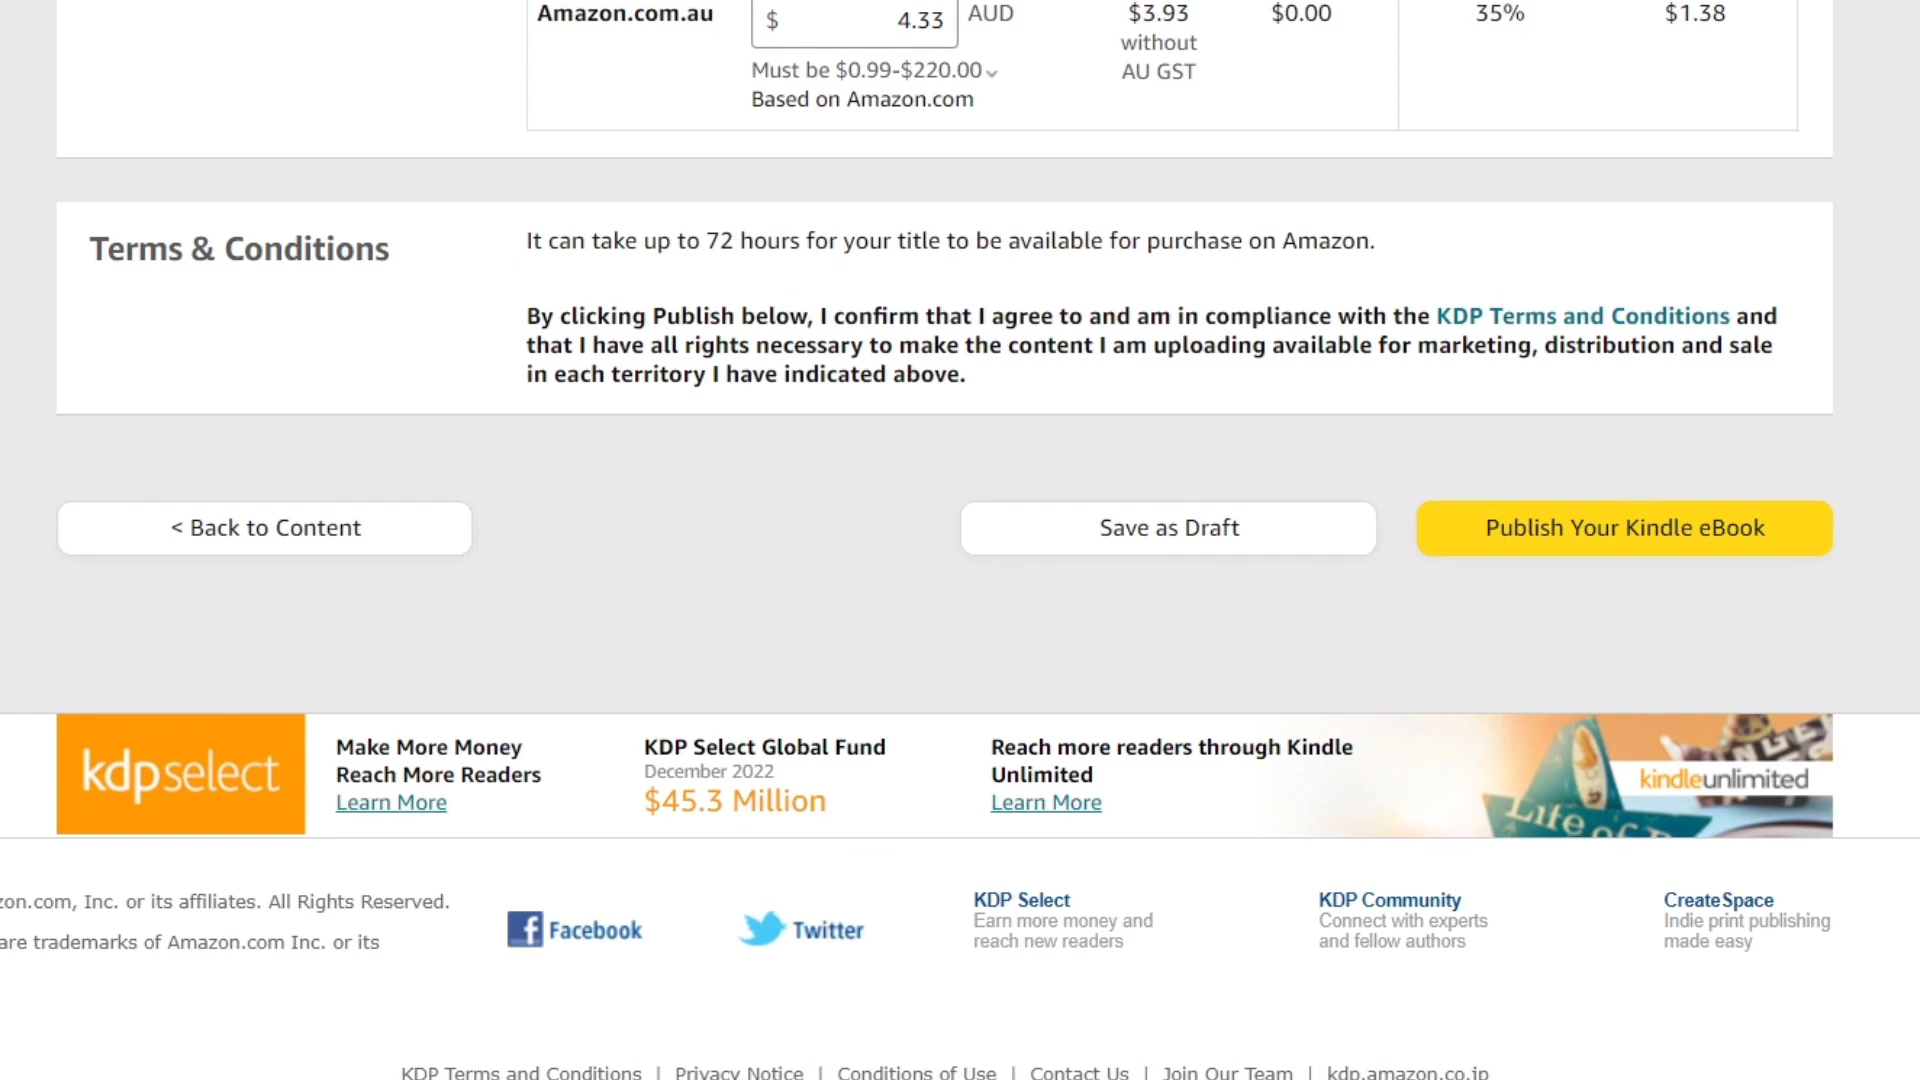 Amazon.com.au $ 4.33 AUD $3.93 $0.00 35% $1.38
without
AU GST
Must be $0.99-$220.00
Based on Amazon.com
Terms & Conditions
It can take up to 72 hours for your title to be available for purchase on Amazon.
By clicking Publish below, I confirm that I agree to and am in compliance with the KDP Terms and Conditions and
that I have all rights necessary to make the content I am uploading available for marketing, distribution and sale
in each territory I have indicated above.
< Back to Content
Save as Draft
Publish Your Kindle eBook
kdpselect
Make More Money
Reach More Readers
Learn More
KDP Select Global Fund
December 2022
$45.3 Million
Reach more readers through Kindle
Unlimited
Learn More
Life of
kindleunlimited
zon.com, Inc. or its affiliates. All Rights Reserved.
are trademarks of Amazon.com Inc. or its
Facebook
Twitter
KDP Select
Earn more money and
reach new readers
KDP Community
Connect with experts
and fellow authors
CreateSpace
Indie print publishing
made easy
KDP Terms and Conditions | Privacy Notice | Conditions of Use | Contact Us | Join Our Team | kdp.amazon.co.jp